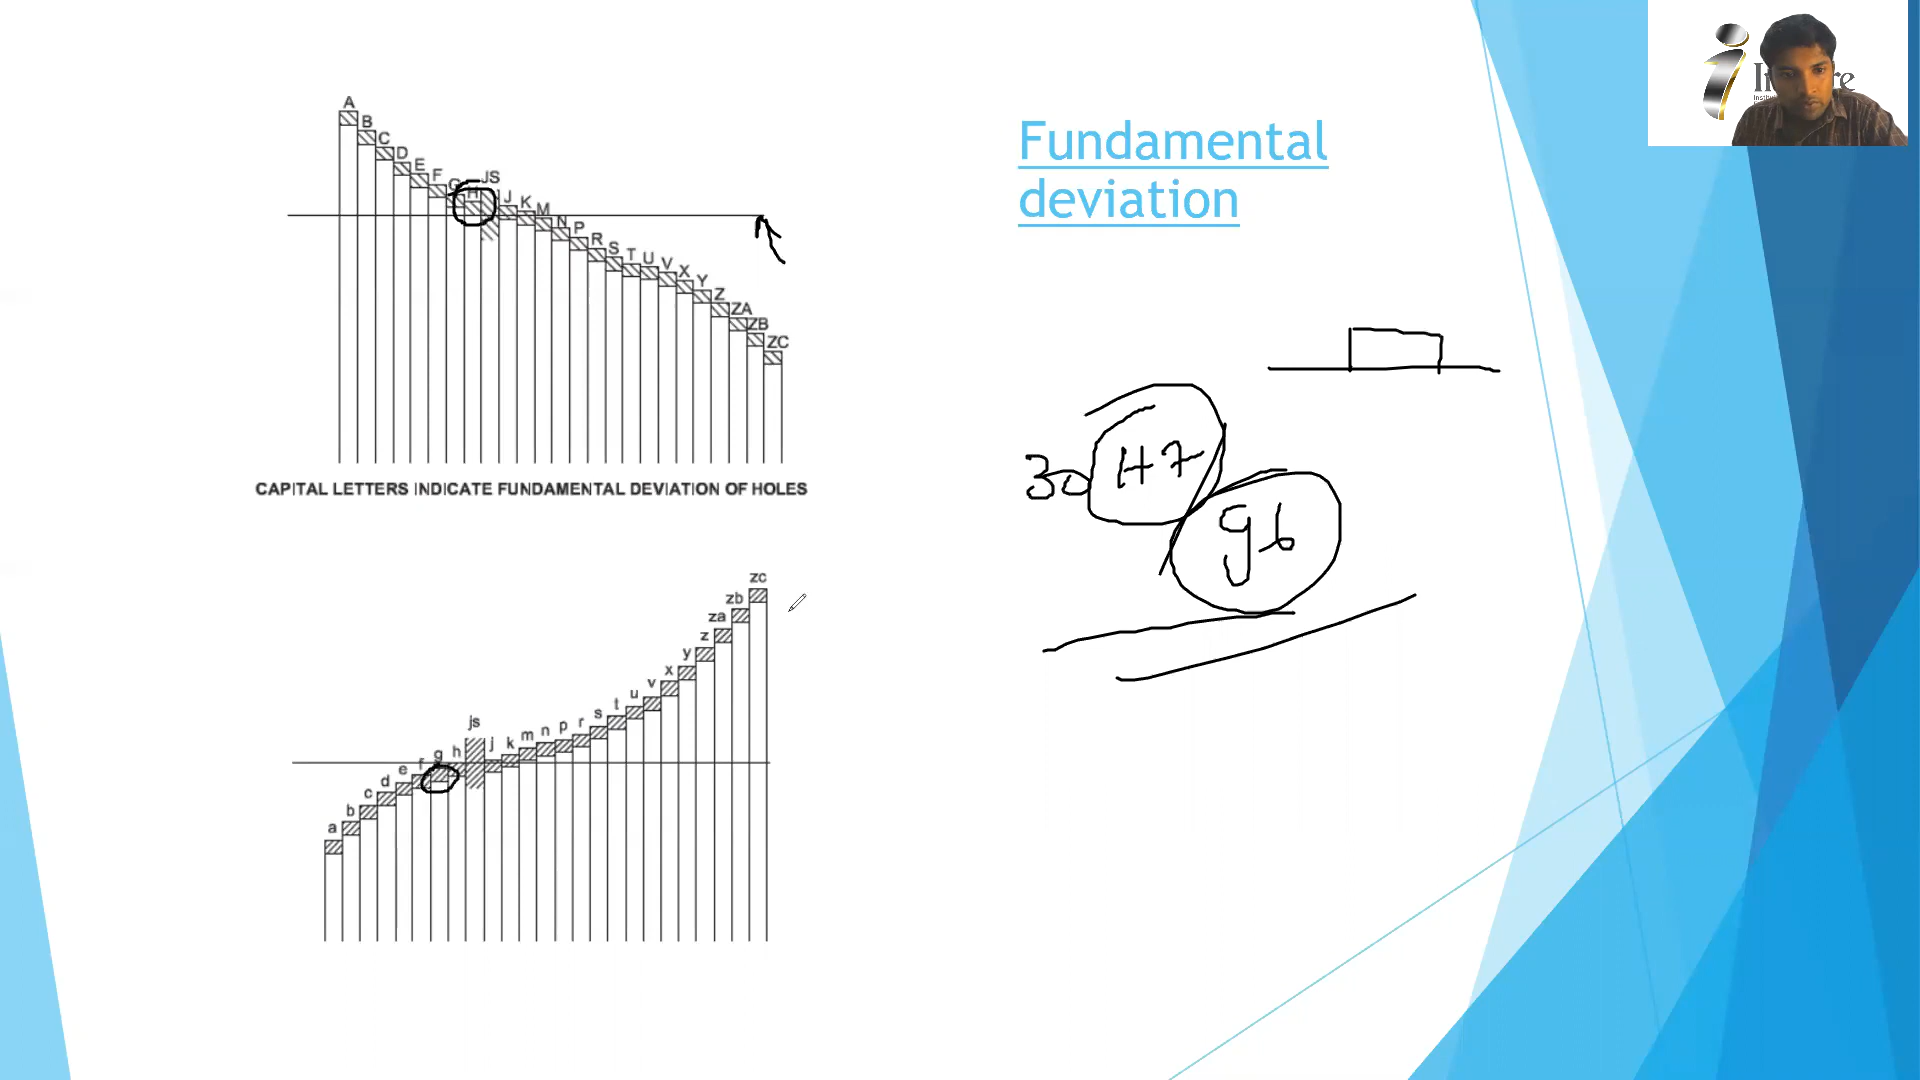 Fundamental
deviation
A
B
C
D
E
F
G
H
JS
J
K
M
N
P
R
S
T
U
V
X
Y
Z
ZA
ZB
ZC
CAPITAL LETTERS INDICATE FUNDAMENTAL DEVIATION OF HOLES
30 H7
g6
a
b
c
d
e
f
g
h
js
j
k
m
n
p
r
s
t
u
v
x
y
z
za
zb
zc